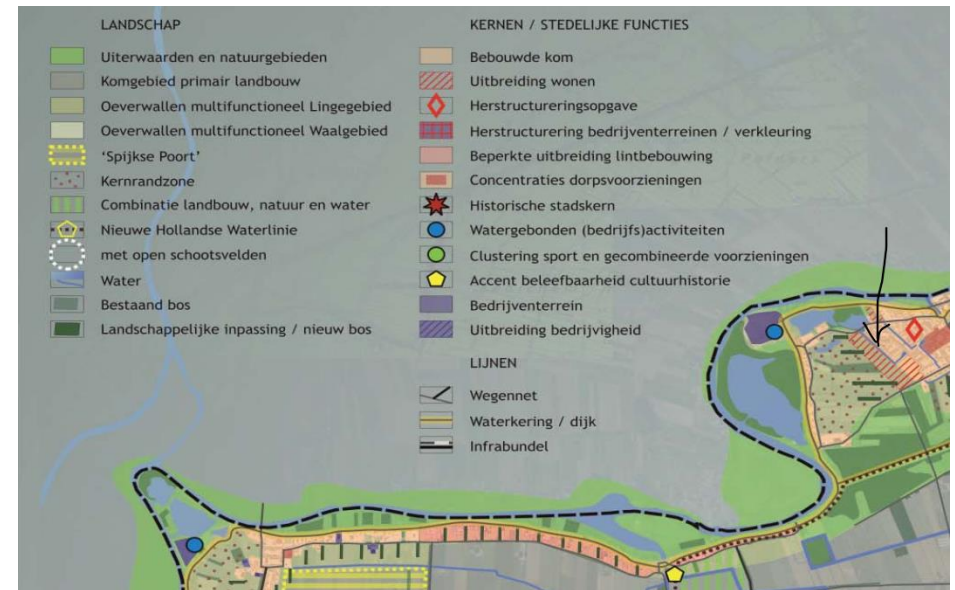 LANDSCHAP
Uiterwaarden en natuurgebieden
Komgebied primair landbouw
Oeverwallen multifunctioneel Lingegebied
Oeverwallen multifunctioneel Waalgebied
‘Spijkse Poort’
Kernrandzone
Combinatie landbouw, natuur en water
Nieuwe Hollandse Waterlinie
met open schootsvelden
Water
Bestaand bos
Landschappelijke inpassing / nieuw bos
KERNEN / STEDELIJKE FUNCTIES
Bebouwde kom
Uitbreiding wonen
Herstructureringsopgave
Herstructurering bedrijventerreinen / verkleuring
Beperkte uitbreiding lintbebouwing
Concentraties dorpsvoorzieningen
Historische stadskern
Watergebonden (bedrijfs)activiteiten
Clustering sport en gecombineerde voorzieningen
Accent beleefbaarheid cultuurhistorie
Bedrijventerrein
Uitbreiding bedrijvigheid
LIJNEN
Wegennet
Waterkering / dijk
Infrabundel